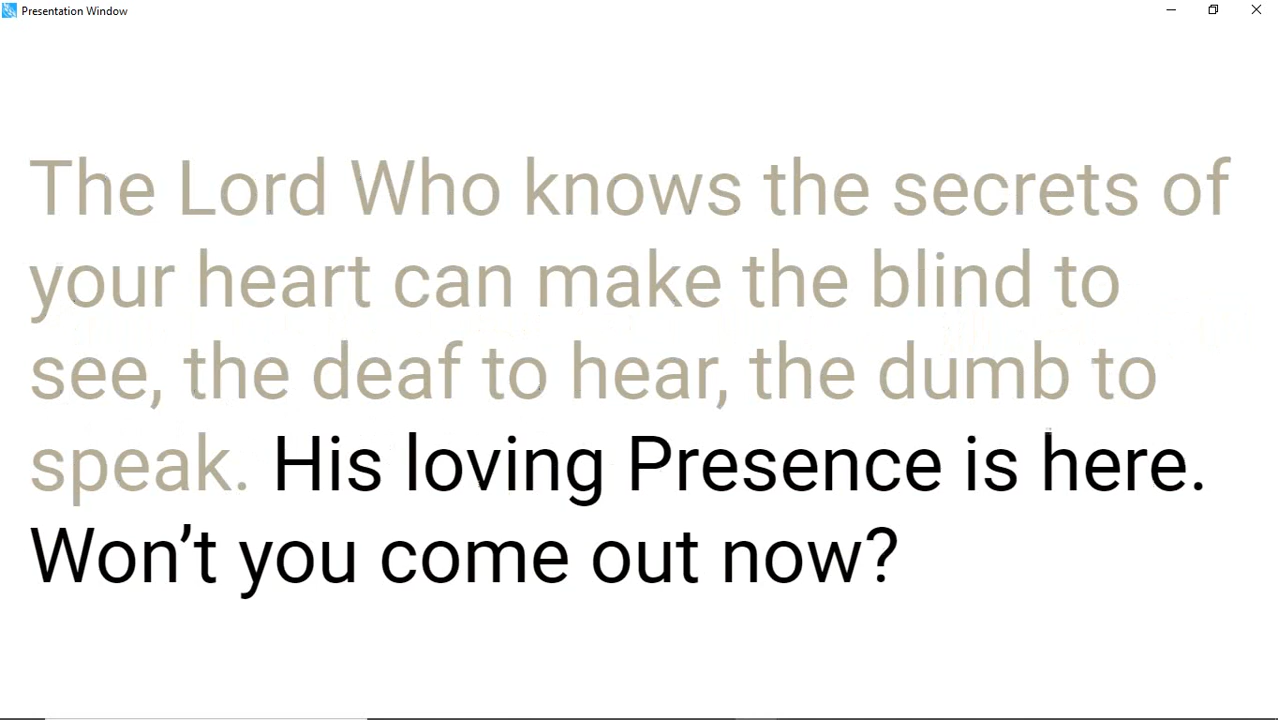 Presentation Window
The Lord Who knows the secrets of
your heart can make the blind to
see, the deaf to hear, the dumb to
speak. His loving Presence is here.
Won’t you come out now?